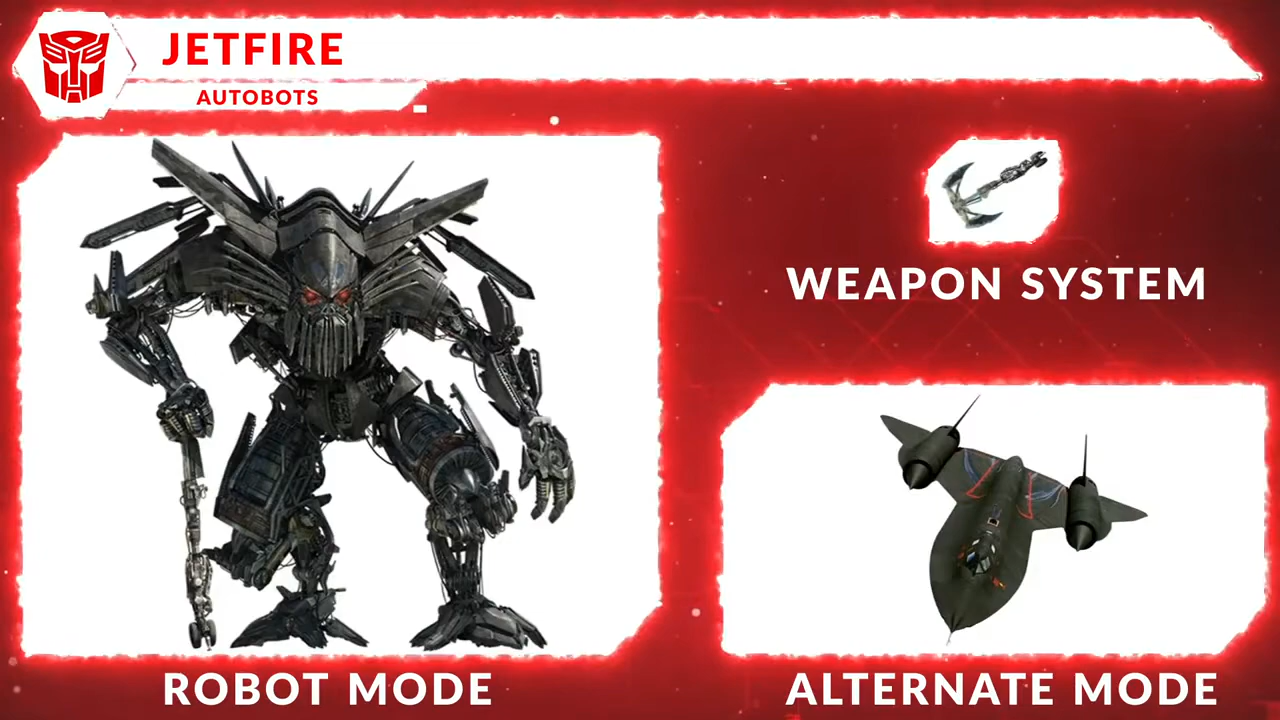 JETFIRE
AUTOBOTS
WEAPON SYSTEM
ROBOT MODE
ALTERNATE MODE